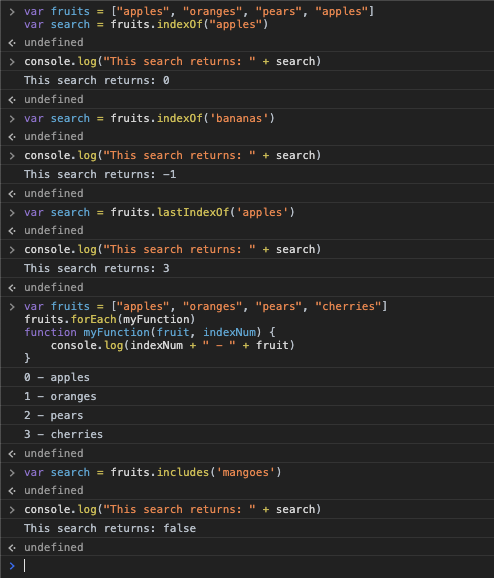 > var fruits = ["apples", "oranges", "pears", "apples"]
var search = fruits.indexOf("apples")
<· undefined
> console.log("This search returns: " + search)
This search returns: 0
<· undefined
> var search = fruits.indexOf('bananas')
<· undefined
> console.log("This search returns: " + search)
This search returns: -1
<· undefined
> var search = fruits.lastIndexOf('apples')
<· undefined
> console.log("This search returns: " + search)
This search returns: 3
<· undefined
> var fruits = ["apples", "oranges", "pears", "cherries"]
fruits.forEach(myFunction)
function myFunction(fruit, indexNum) {
    console.log(indexNum + " - " + fruit)
}
0 - apples
1 - oranges
2 - pears
3 - cherries
<· undefined
> var search = fruits.includes('mangoes')
<· undefined
> console.log("This search returns: " + search)
This search returns: false
<· undefined
>